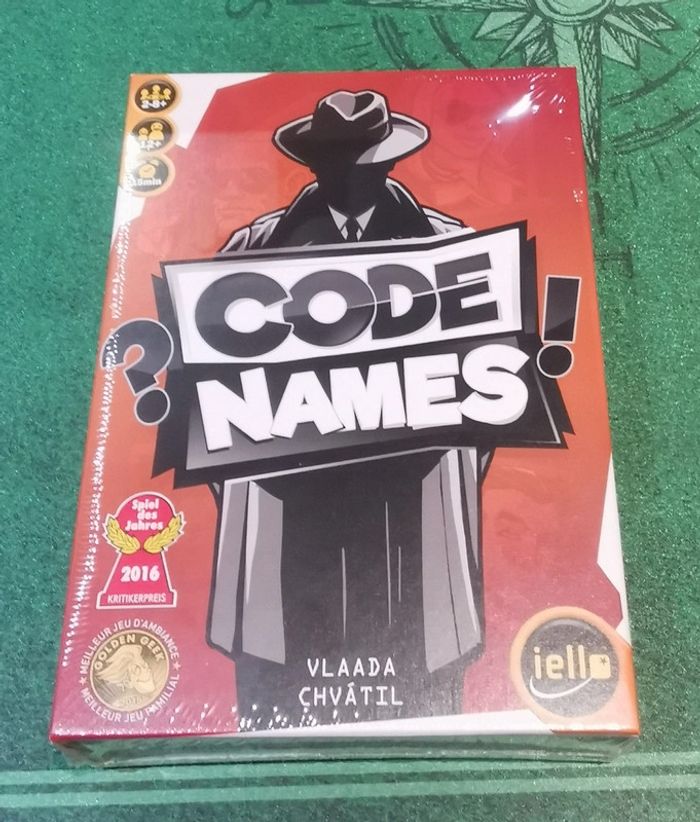 2-8+
12+
15min
CODE
NAMES
?
!
Spiel
des
Jahres
2016
KRITIKERPREIS
MEILLEUR JEU D'AMBIANCE
GOLDEN GEEK
MEILLEUR JEU FAMILIAL
VLAADA
CHVÁTIL
iello